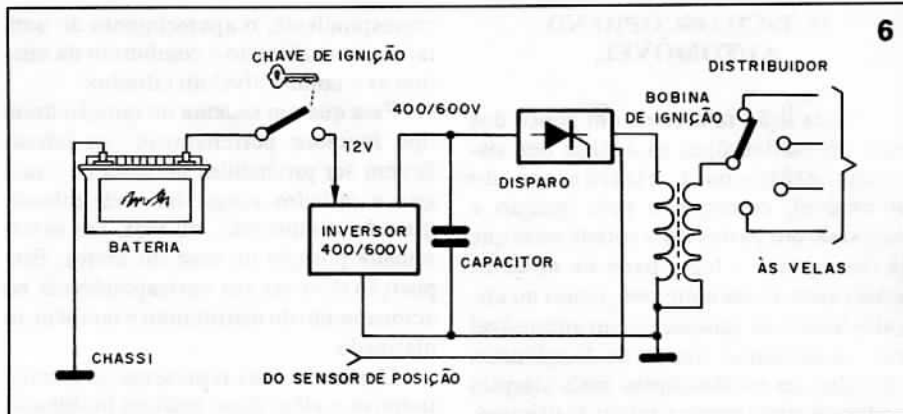 6
CHAVE DE IGNIÇÃO
DISTRIBUIDOR
400/600V
BOBINA
DE IGNIÇÃO
12V
DISPARO
BATERIA
INVERSOR
400/600V
CAPACITOR
ÀS VELAS
CHASSI
DO SENSOR DE POSIÇÃO